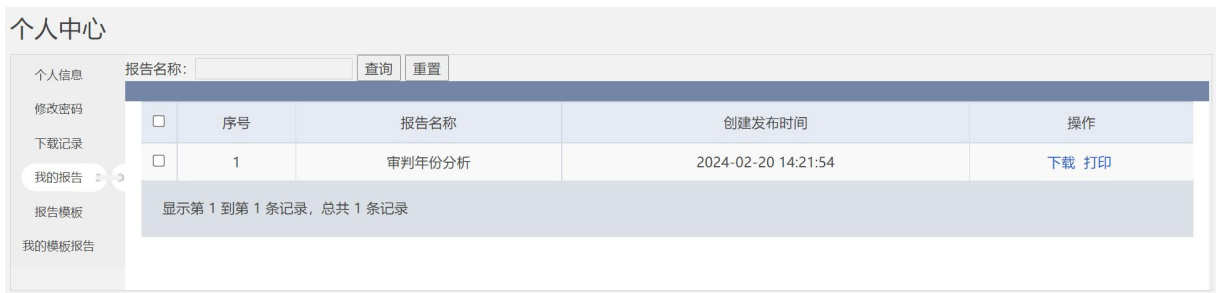 个人中心
个人信息
修改密码
下载记录
我的报告
报告模板
我的模板报告
报告名称: 查询 重置
序号 报告名称 创建发布时间 操作
1 审判年份分析 2024-02-20 14:21:54 下载 打印
显示第 1 到第 1 条记录，总共 1 条记录